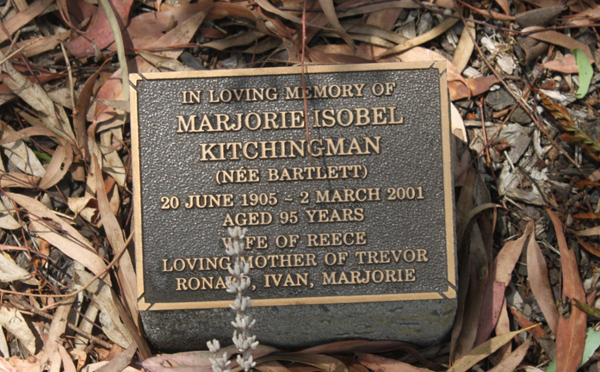 IN LOVING MEMORY OF
MARJORIE ISOBEL
KITCHINGMAN
(NÉE BARTLETT)
20 JUNE 1905 ~ 2 MARCH 2001
AGED 95 YEARS
WIFE OF REECE
LOVING MOTHER OF TREVOR
IVAN, MARJORIE